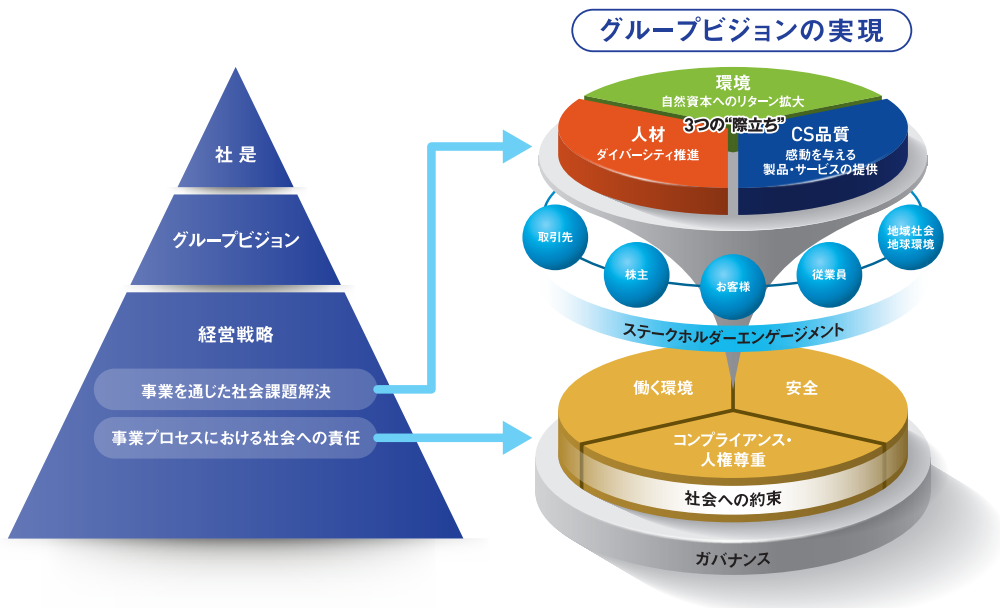 グループビジョンの実現
社是
グループビジョン
経営戦略
事業を通じた社会課題解決
事業プロセスにおける社会への責任
環境
自然資本へのリターン拡大
3つの“際立ち”
人材
ダイバーシティ推進
CS品質
感動を与える
製品・サービスの提供
取引先
株主
お客様
従業員
地域社会
地球環境
ステークホルダーエンゲージメント
働く環境
安全
コンプライアンス・
人権尊重
社会への約束
ガバナンス